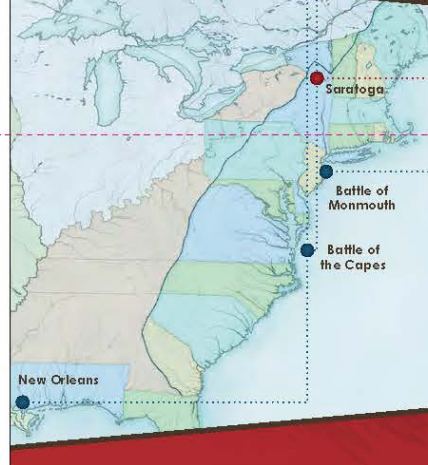 Saratoga
Battle of
Monmouth
Battle of
the Capes
New Orleans